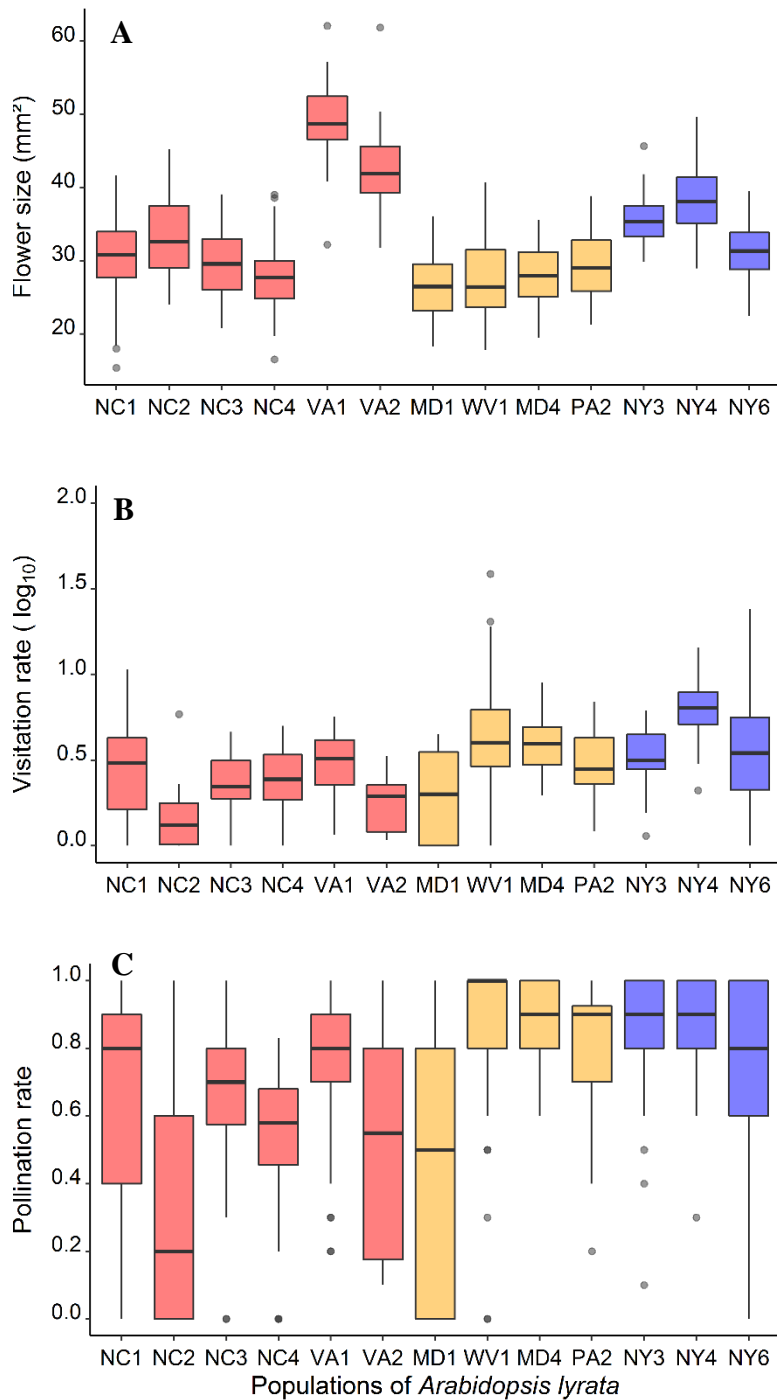 A
Flower size (mm²)
60
50
40
30
20
NC1 NC2 NC3 NC4 VA1 VA2 MD1 WV1 MD4 PA2 NY3 NY4 NY6
B
Visitation rate ( log₁₀)
2.0
1.5
1.0
0.5
0.0
NC1 NC2 NC3 NC4 VA1 VA2 MD1 WV1 MD4 PA2 NY3 NY4 NY6
C
Pollination rate
1.0
0.8
0.6
0.4
0.2
0.0
NC1 NC2 NC3 NC4 VA1 VA2 MD1 WV1 MD4 PA2 NY3 NY4 NY6
Populations of Arabidopsis lyrata